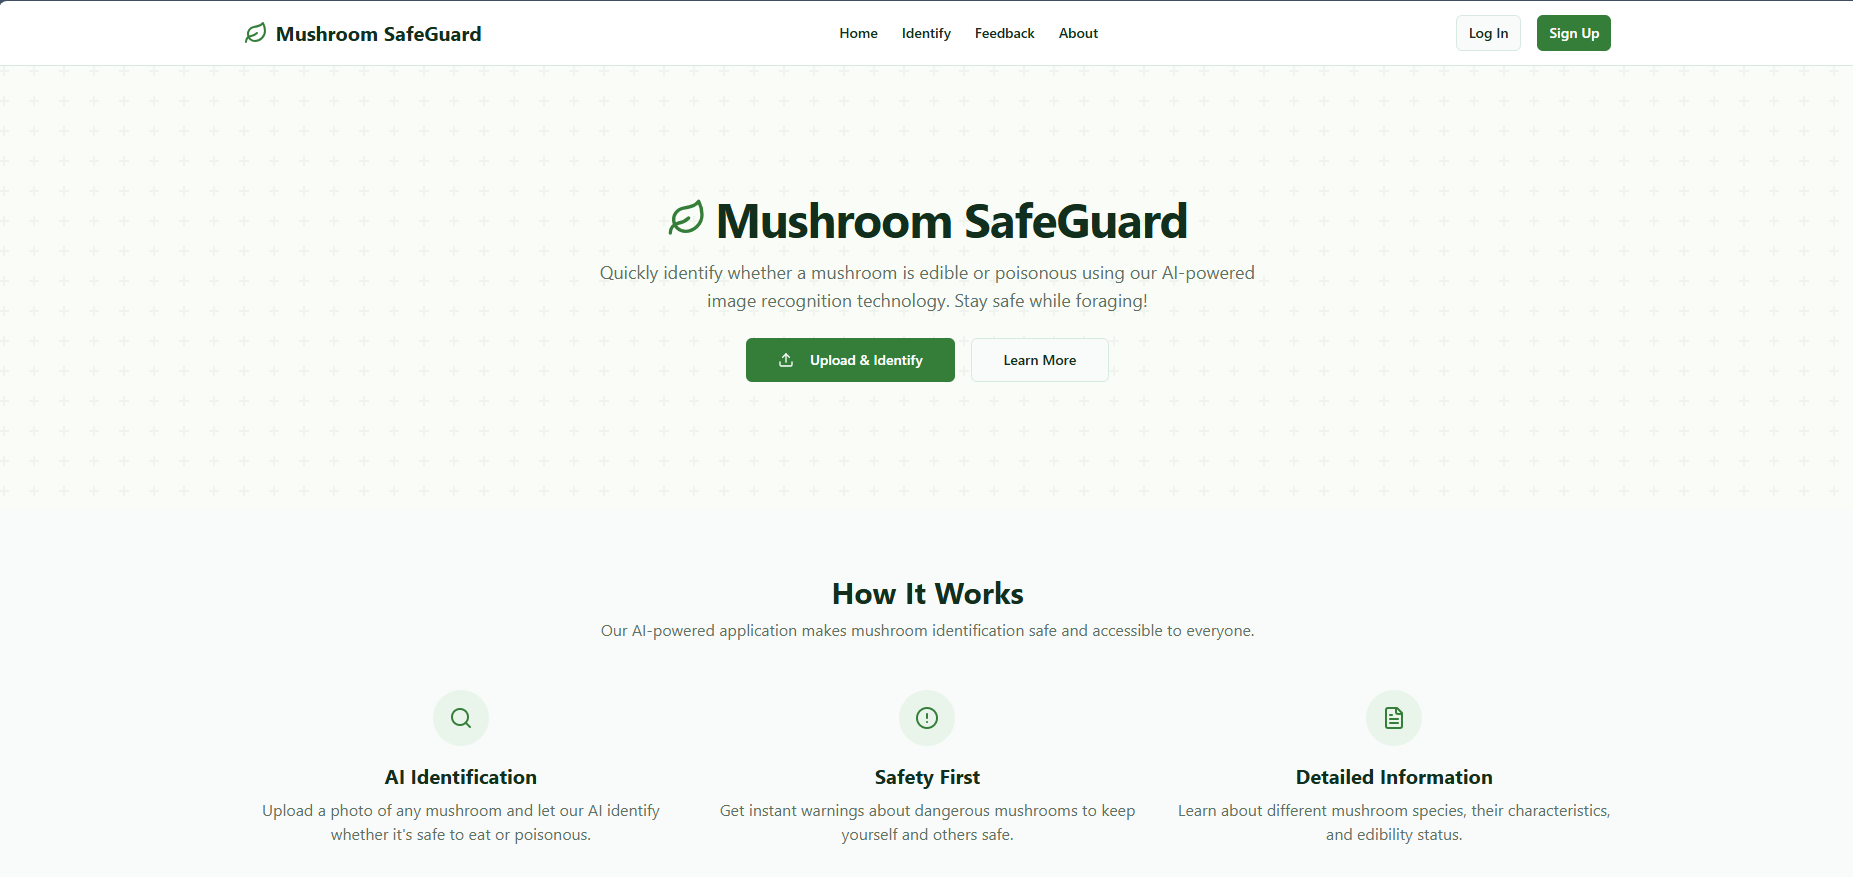 Mushroom SafeGuard
Home Identify Feedback About
Log In Sign Up
Mushroom SafeGuard
Quickly identify whether a mushroom is edible or poisonous using our AI-powered
image recognition technology. Stay safe while foraging!
Upload & Identify
Learn More
How It Works
Our AI-powered application makes mushroom identification safe and accessible to everyone.
AI Identification
Upload a photo of any mushroom and let our AI identify
whether it's safe to eat or poisonous.
Safety First
Get instant warnings about dangerous mushrooms to keep
yourself and others safe.
Detailed Information
Learn about different mushroom species, their characteristics,
and edibility status.